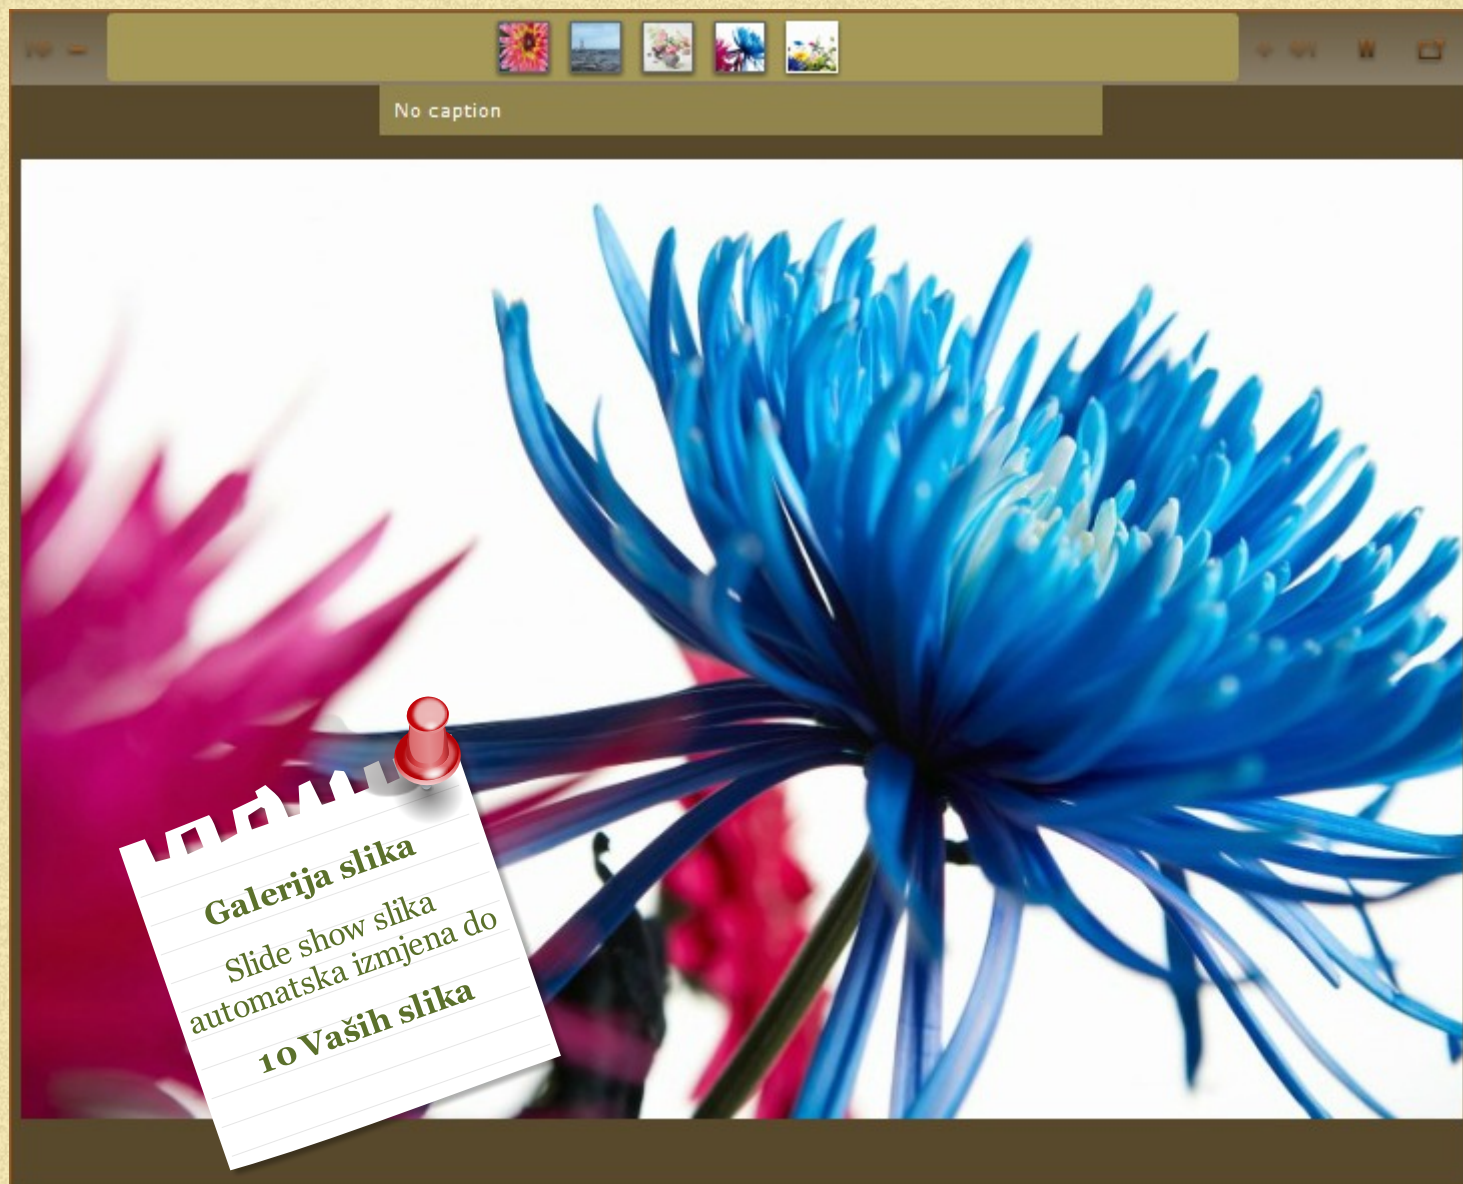 No caption
Galerija slika
Slide show slika
automatska izmjena do
10 Vaših slika